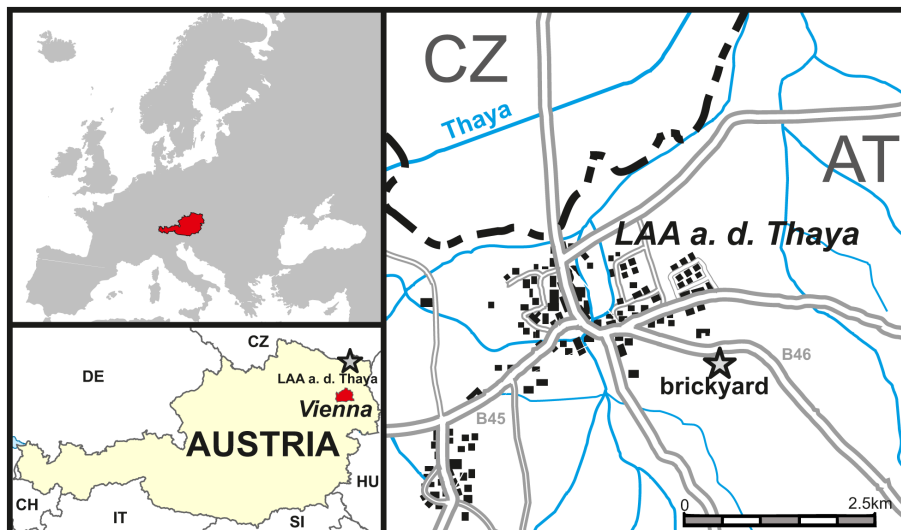 CZ
DE
LAA a. d. Thaya
Vienna
AUSTRIA
HU
CH
IT
SI
CZ
Thaya
AT
LAA a. d. Thaya
B46
brickyard
B45
0
2.5km